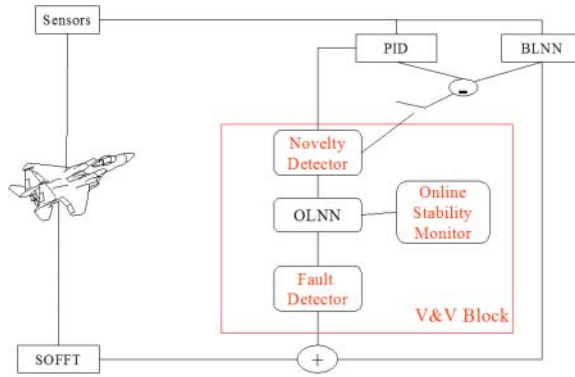 Sensors
PID
BLNN
-
Novelty
Detector
OLNN
Online
Stability
Monitor
Fault
Detector
V&V Block
SOFFT
+